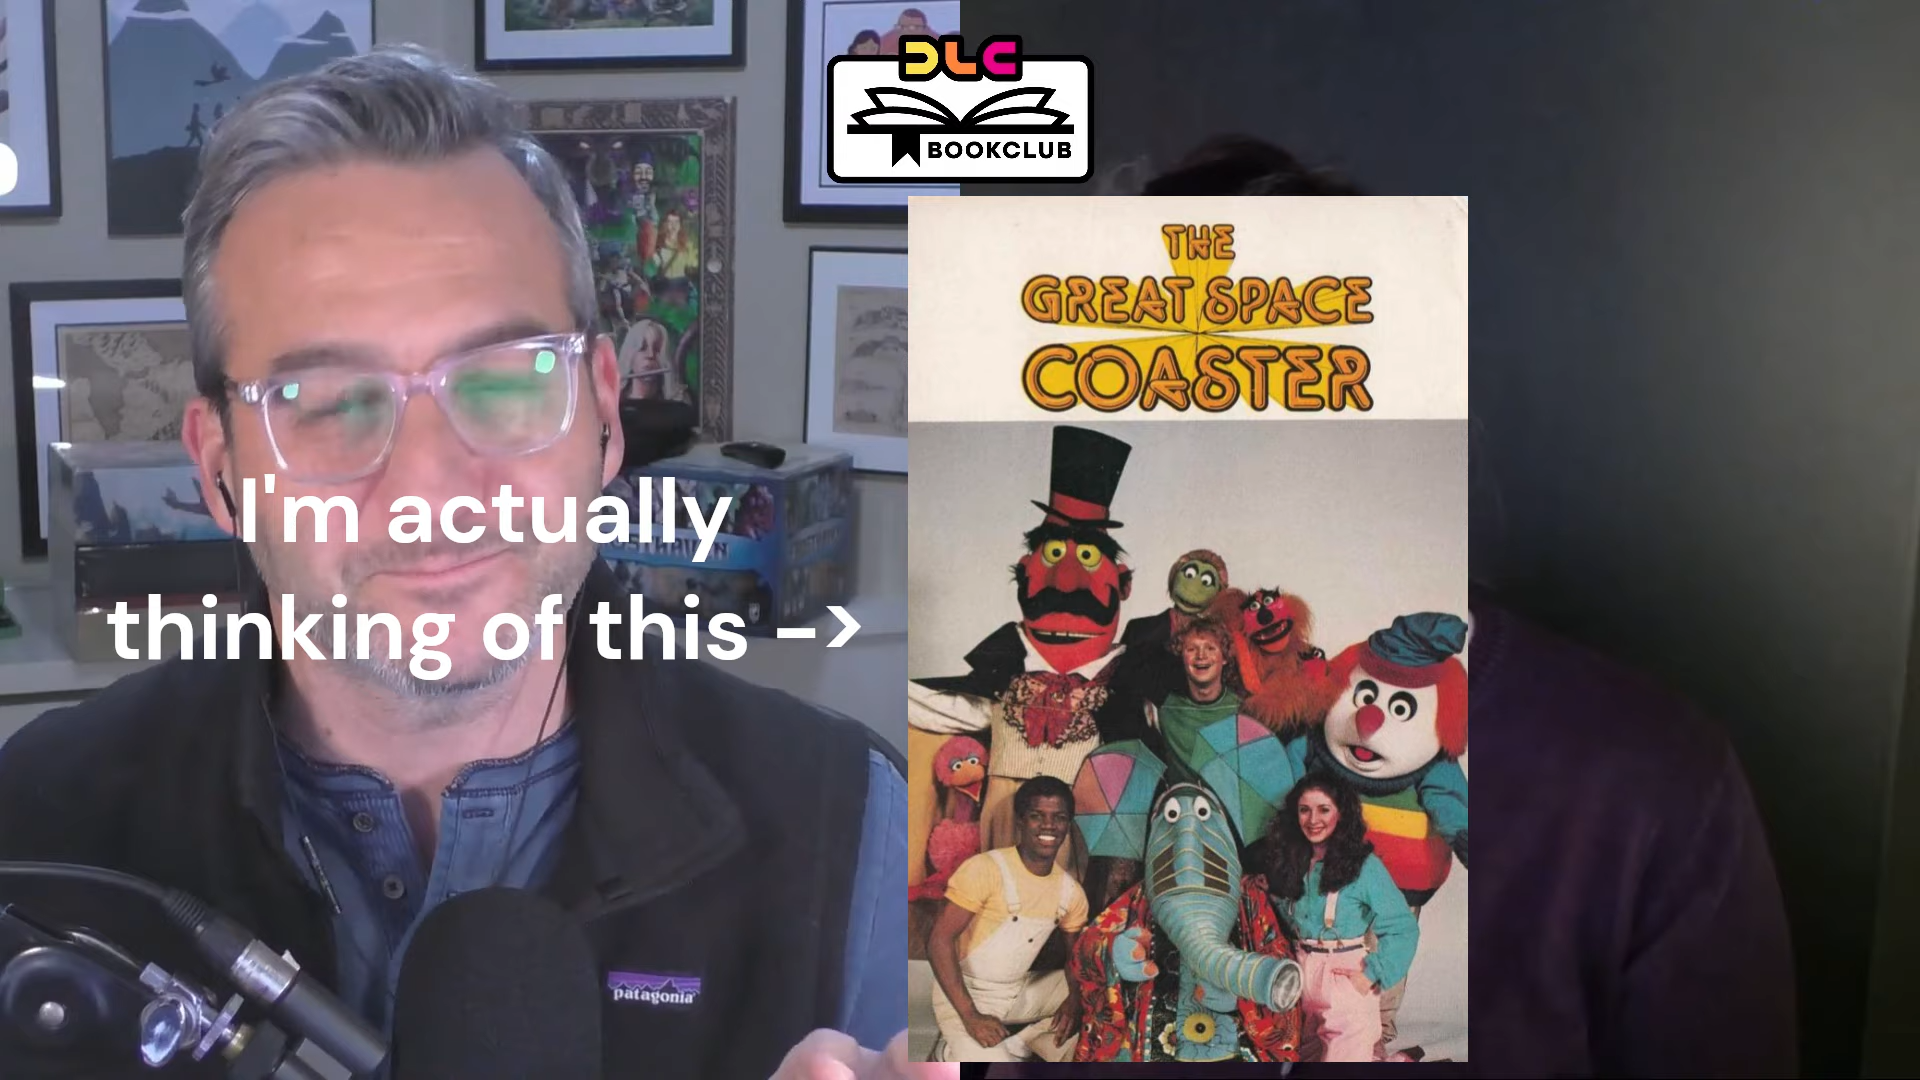 DLC
BOOKCLUB
THE
GREAT SPACE
COASTER
I'm actually
thinking of this ->
patagonia